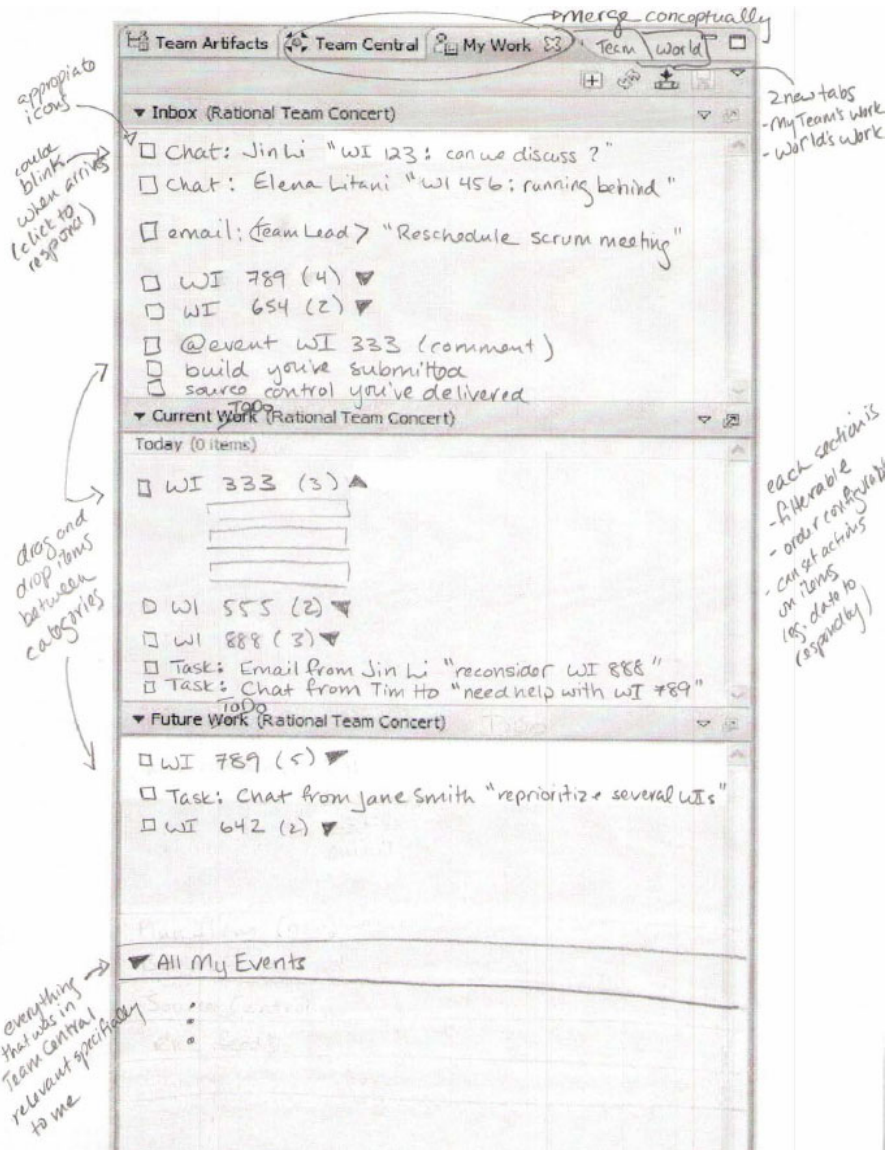 merge conceptually
Team Artifacts Team Central My Work Team World
2 new tabs
- My Team's work
- World's work
appropiate
icons
could
blink
when arrives
(click to
respond)
Inbox (Rational Team Concert)
Chat: Jin Li "WI 123: can we discuss?"
Chat: Elena Litani "WI 456: running behind"
email: <Team Lead> "Reschedule scrum meeting"
WI 789 (4)
WI 654 (2)
@event WI 333 (comment)
build you've submitted
source control you've delivered
ToDo
Current Work (Rational Team Concert)
Today (0 items)
WI 333 (3)
WI 555 (2)
WI 888 (3)
Task: Email from Jin Li "reconsider WI 888"
Task: Chat from Tim Ho "need help with WI 789"
drag and
drop items
between
categories
each section is
- filterable
- order configurable
- can set actions
on items
(eg. date to
respond by)
ToDo
Future Work (Rational Team Concert)
WI 789 (5)
Task: Chat from Jane Smith "reprioritize several WIs"
WI 642 (2)
All My Events
everything
that was in
Team Central
relevant specifially
to me